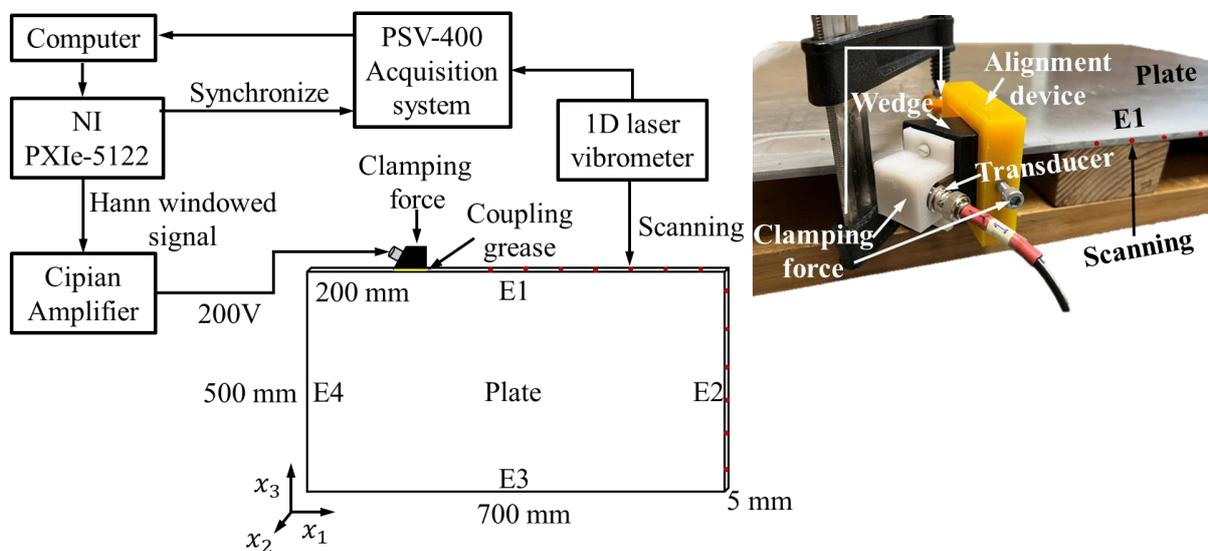 Computer
NI
PXIe-5122
Hann windowed
signal
Cipian
Amplifier
200V
Synchronize
PSV-400
Acquisition
system
1D laser
vibrometer
Scanning
Clamping
force
Coupling
grease
200 mm
E1
500 mm
E4
Plate
E2
E3
700 mm
5 mm
x₃
x₂
x₁
Alignment
device
Plate
Wedge
E1
Transducer
Clamping
force
Scanning
1